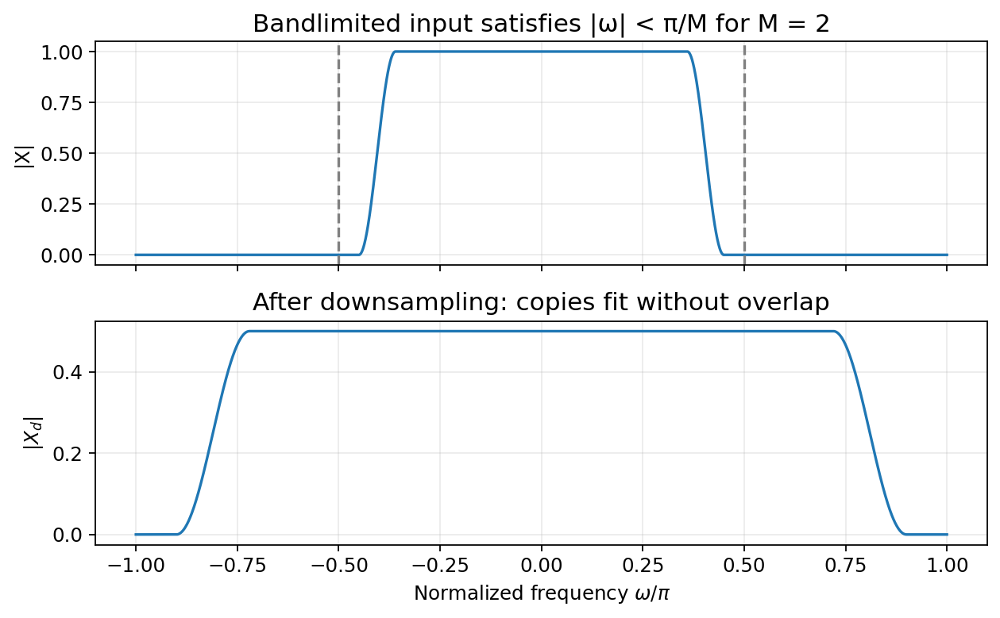 Bandlimited input satisfies |ω| < π/M for M = 2
1.00
0.75
0.50
0.25
0.00
|X|
After downsampling: copies fit without overlap
0.4
0.2
0.0
|X_d|
−1.00 −0.75 −0.50 −0.25 0.00 0.25 0.50 0.75 1.00
Normalized frequency ω/π